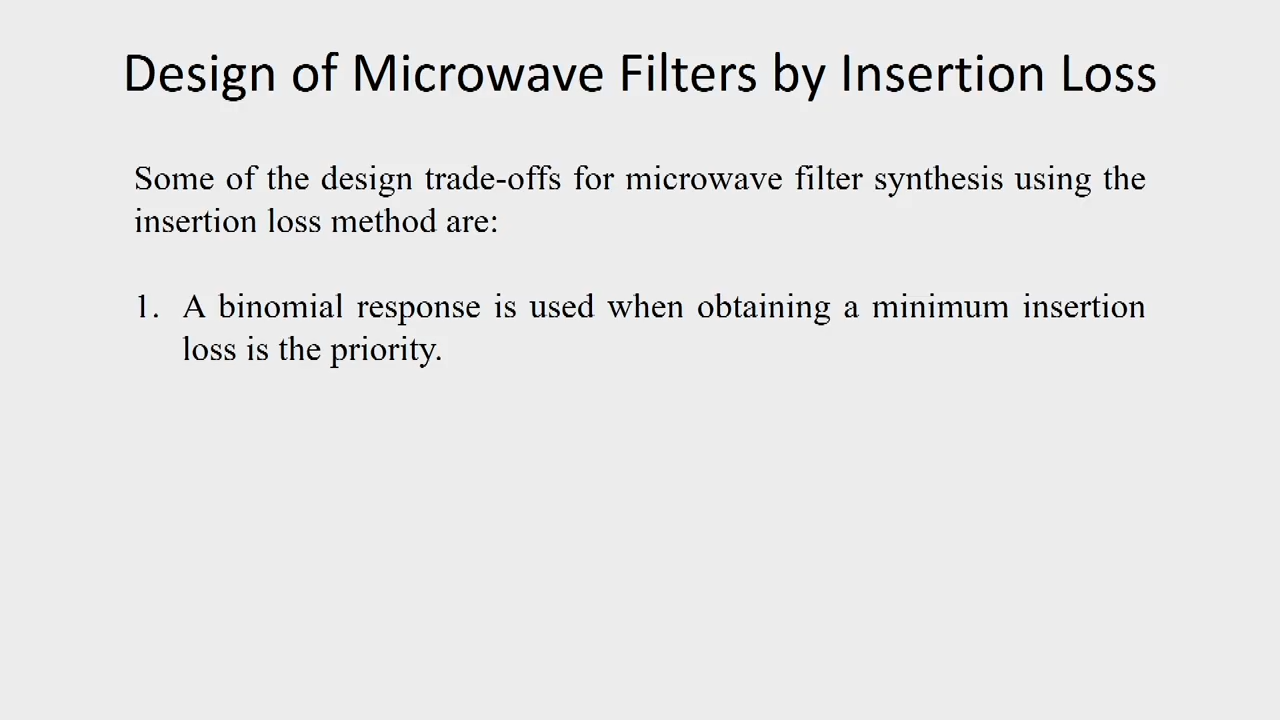 Design of Microwave Filters by Insertion Loss
Some of the design trade-offs for microwave filter synthesis using the
insertion loss method are:
1. A binomial response is used when obtaining a minimum insertion
loss is the priority.